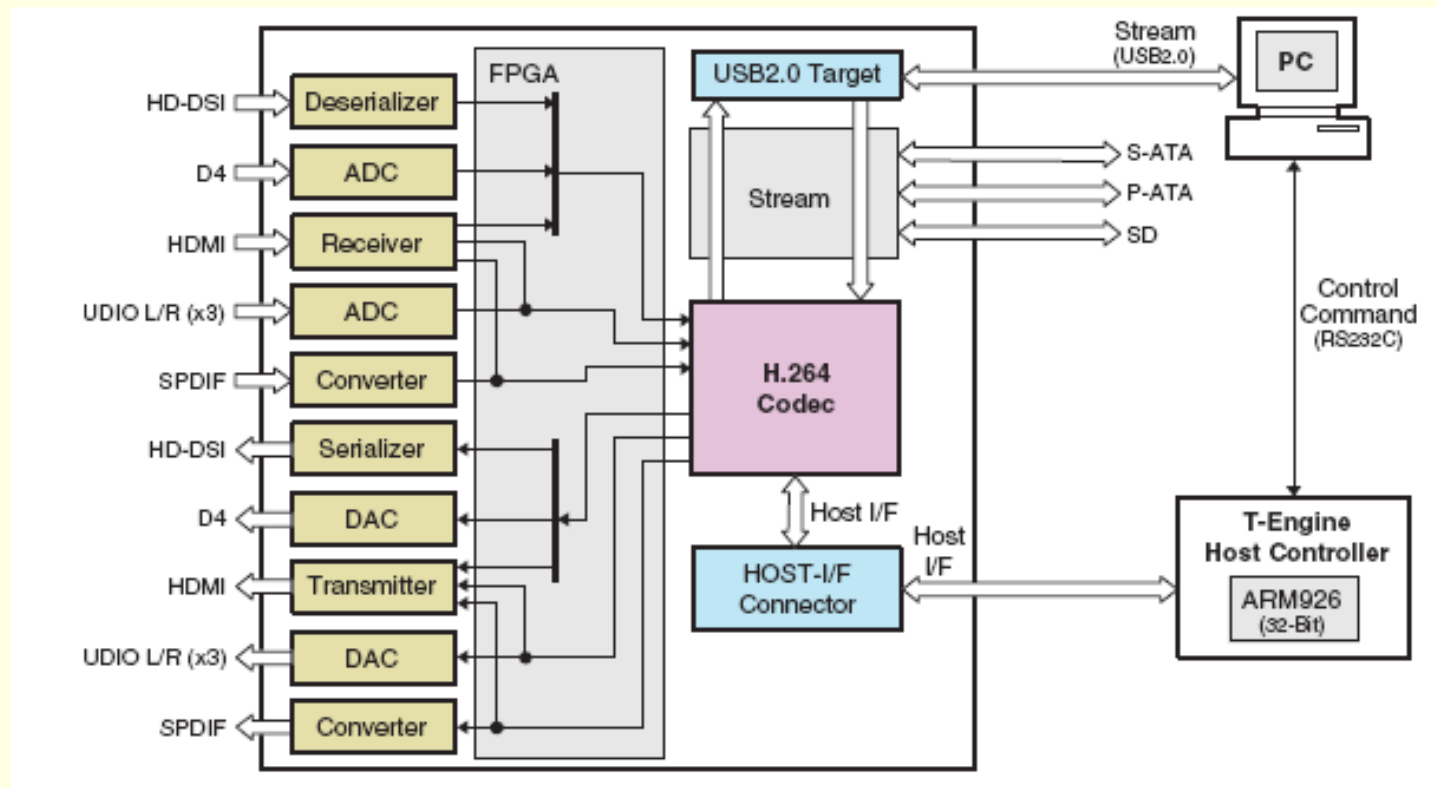 HD-DSI
D4
HDMI
UDIO L/R (x3)
SPDIF
HD-DSI
D4
HDMI
UDIO L/R (x3)
SPDIF
Deserializer
ADC
Receiver
ADC
Converter
Serializer
DAC
Transmitter
DAC
Converter
FPGA
USB2.0 Target
Stream
H.264
Codec
Host I/F
HOST-I/F
Connector
Stream
(USB2.0)
PC
S-ATA
P-ATA
SD
Control
Command
(RS232C)
Host
I/F
T-Engine
Host Controller
ARM926
(32-Bit)